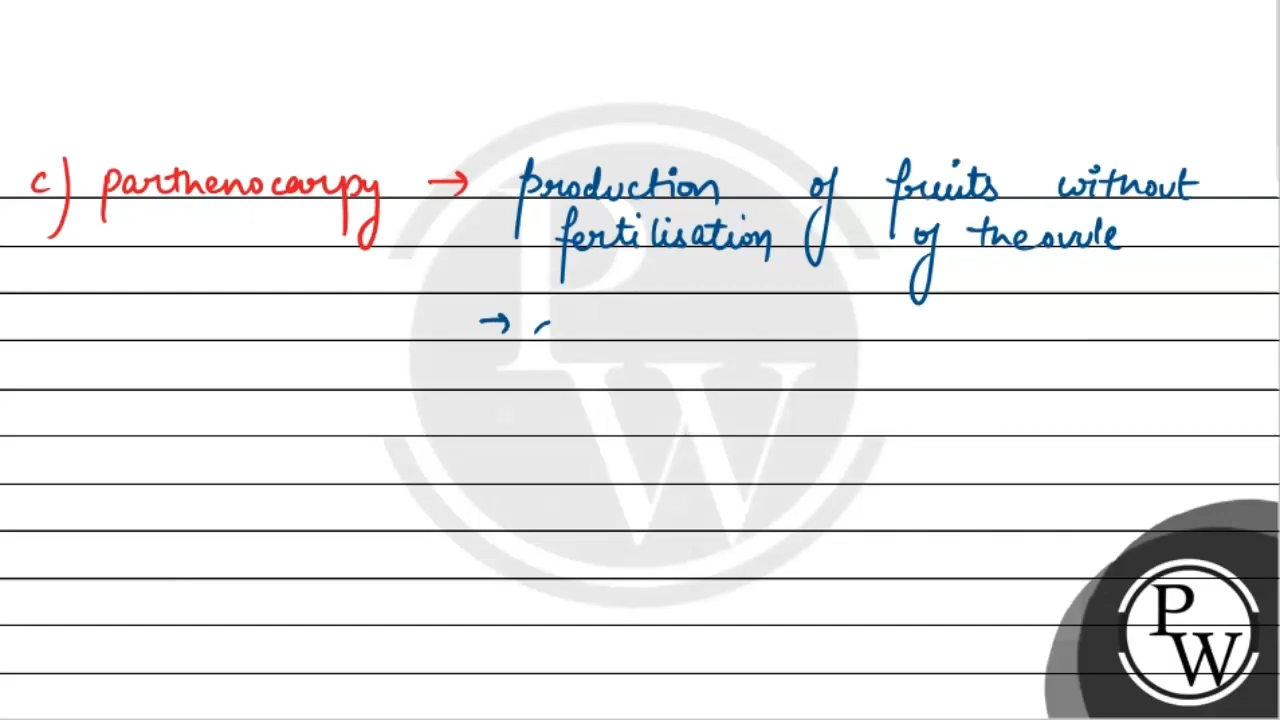 c) parthenocarpy → production of fruits without
fertilisation of the ovule
→
P
W
P
W